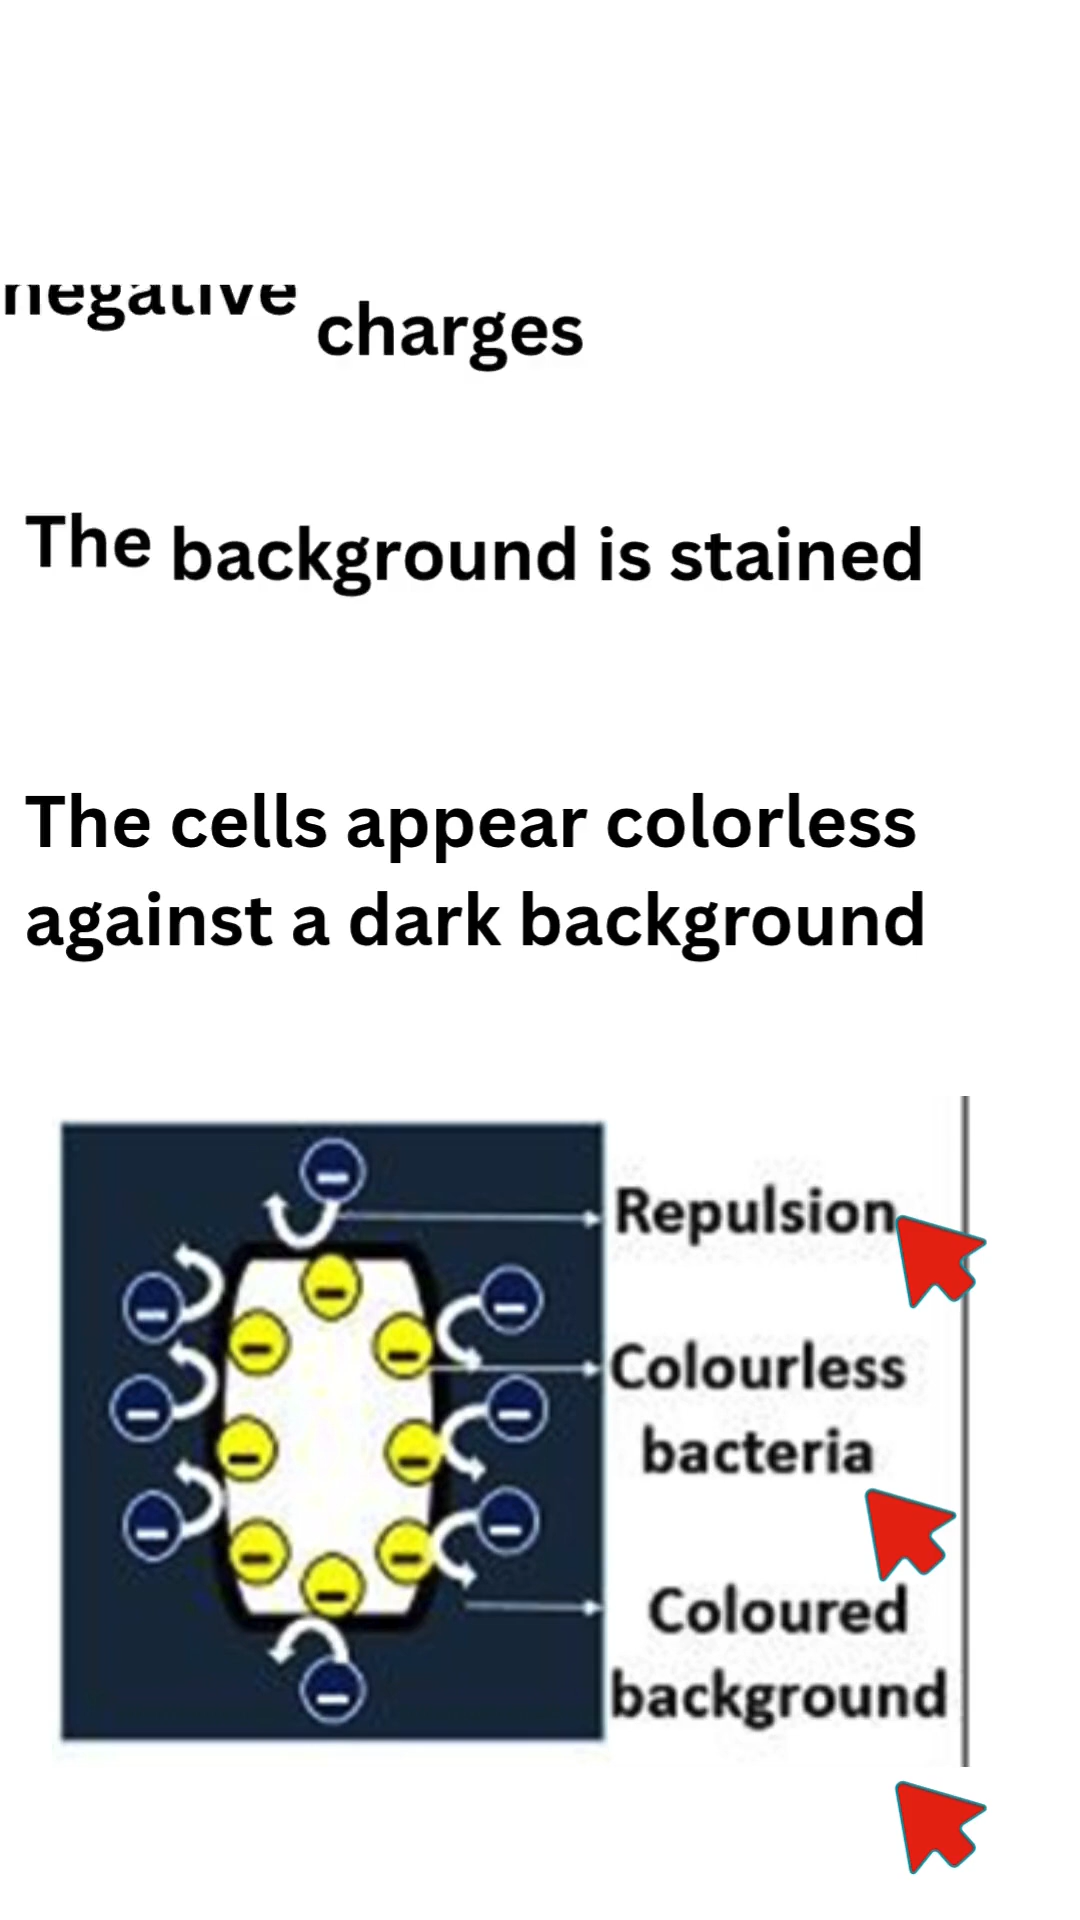 negative charges
The background is stained
The cells appear colorless
against a dark background
Repulsion
Colourless
bacteria
Coloured
background